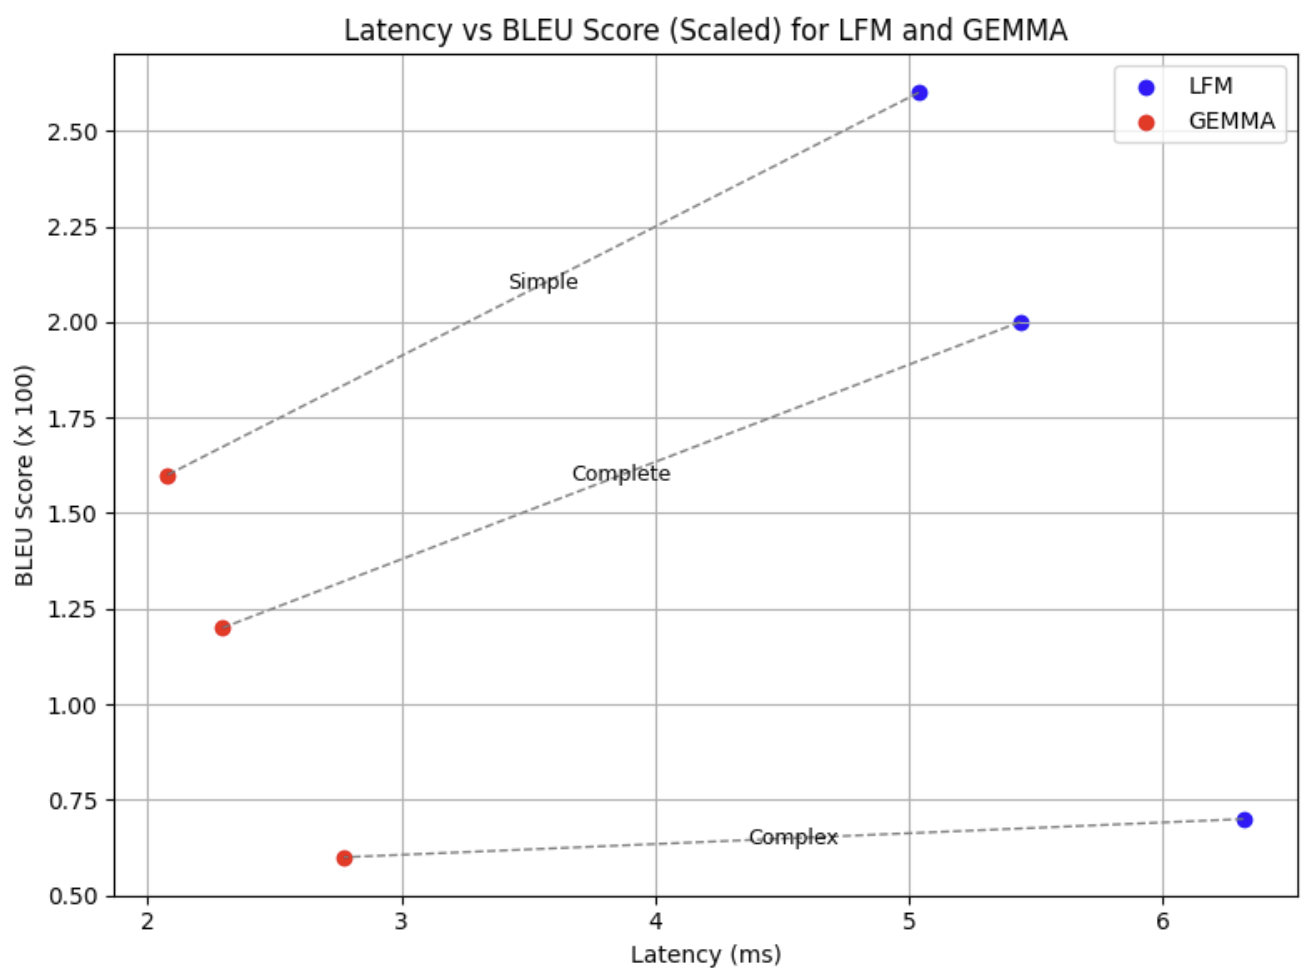 Latency vs BLEU Score (Scaled) for LFM and GEMMA
LFM
GEMMA
BLEU Score (x 100)
2.50
2.25
2.00
1.75
1.50
1.25
1.00
0.75
0.50
Simple
Complete
Complex
2 3 4 5 6
Latency (ms)